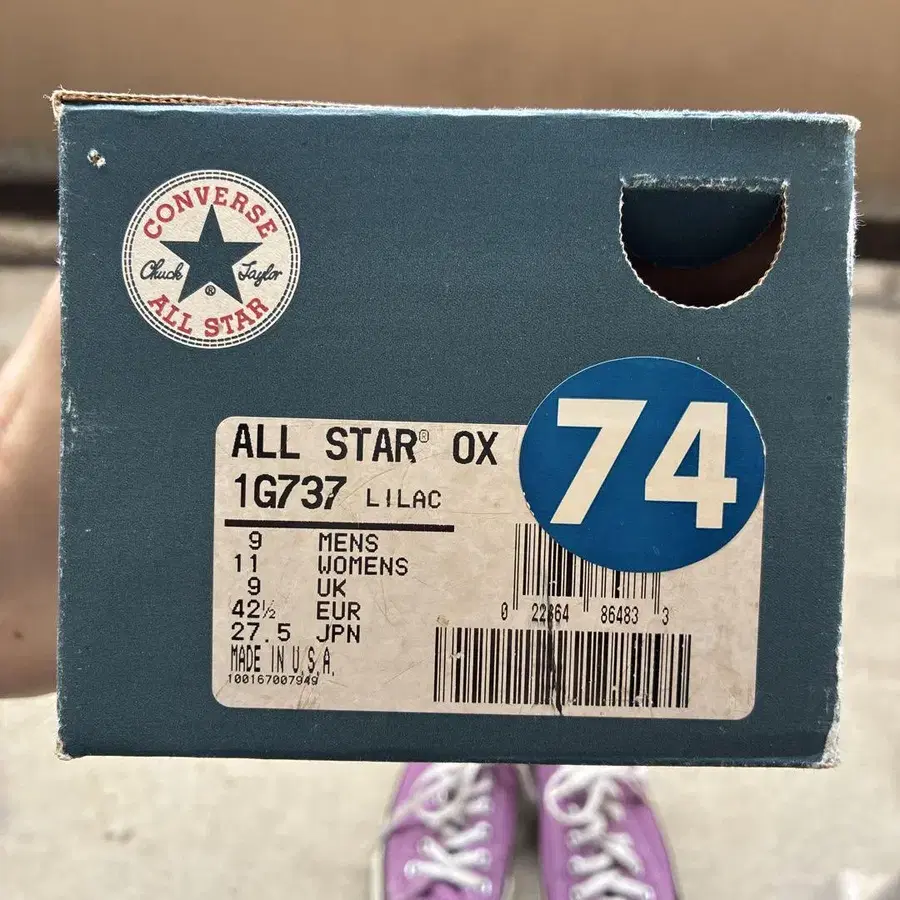 CONVERSE
Chuck Taylor
®
ALL STAR
74
ALL STAR® OX
1G737 LILAC
9 MENS
11 WOMENS
9 UK
42½ EUR
27.5 JPN
MADE IN U.S.A.
100167007949
0 22864 86483 3